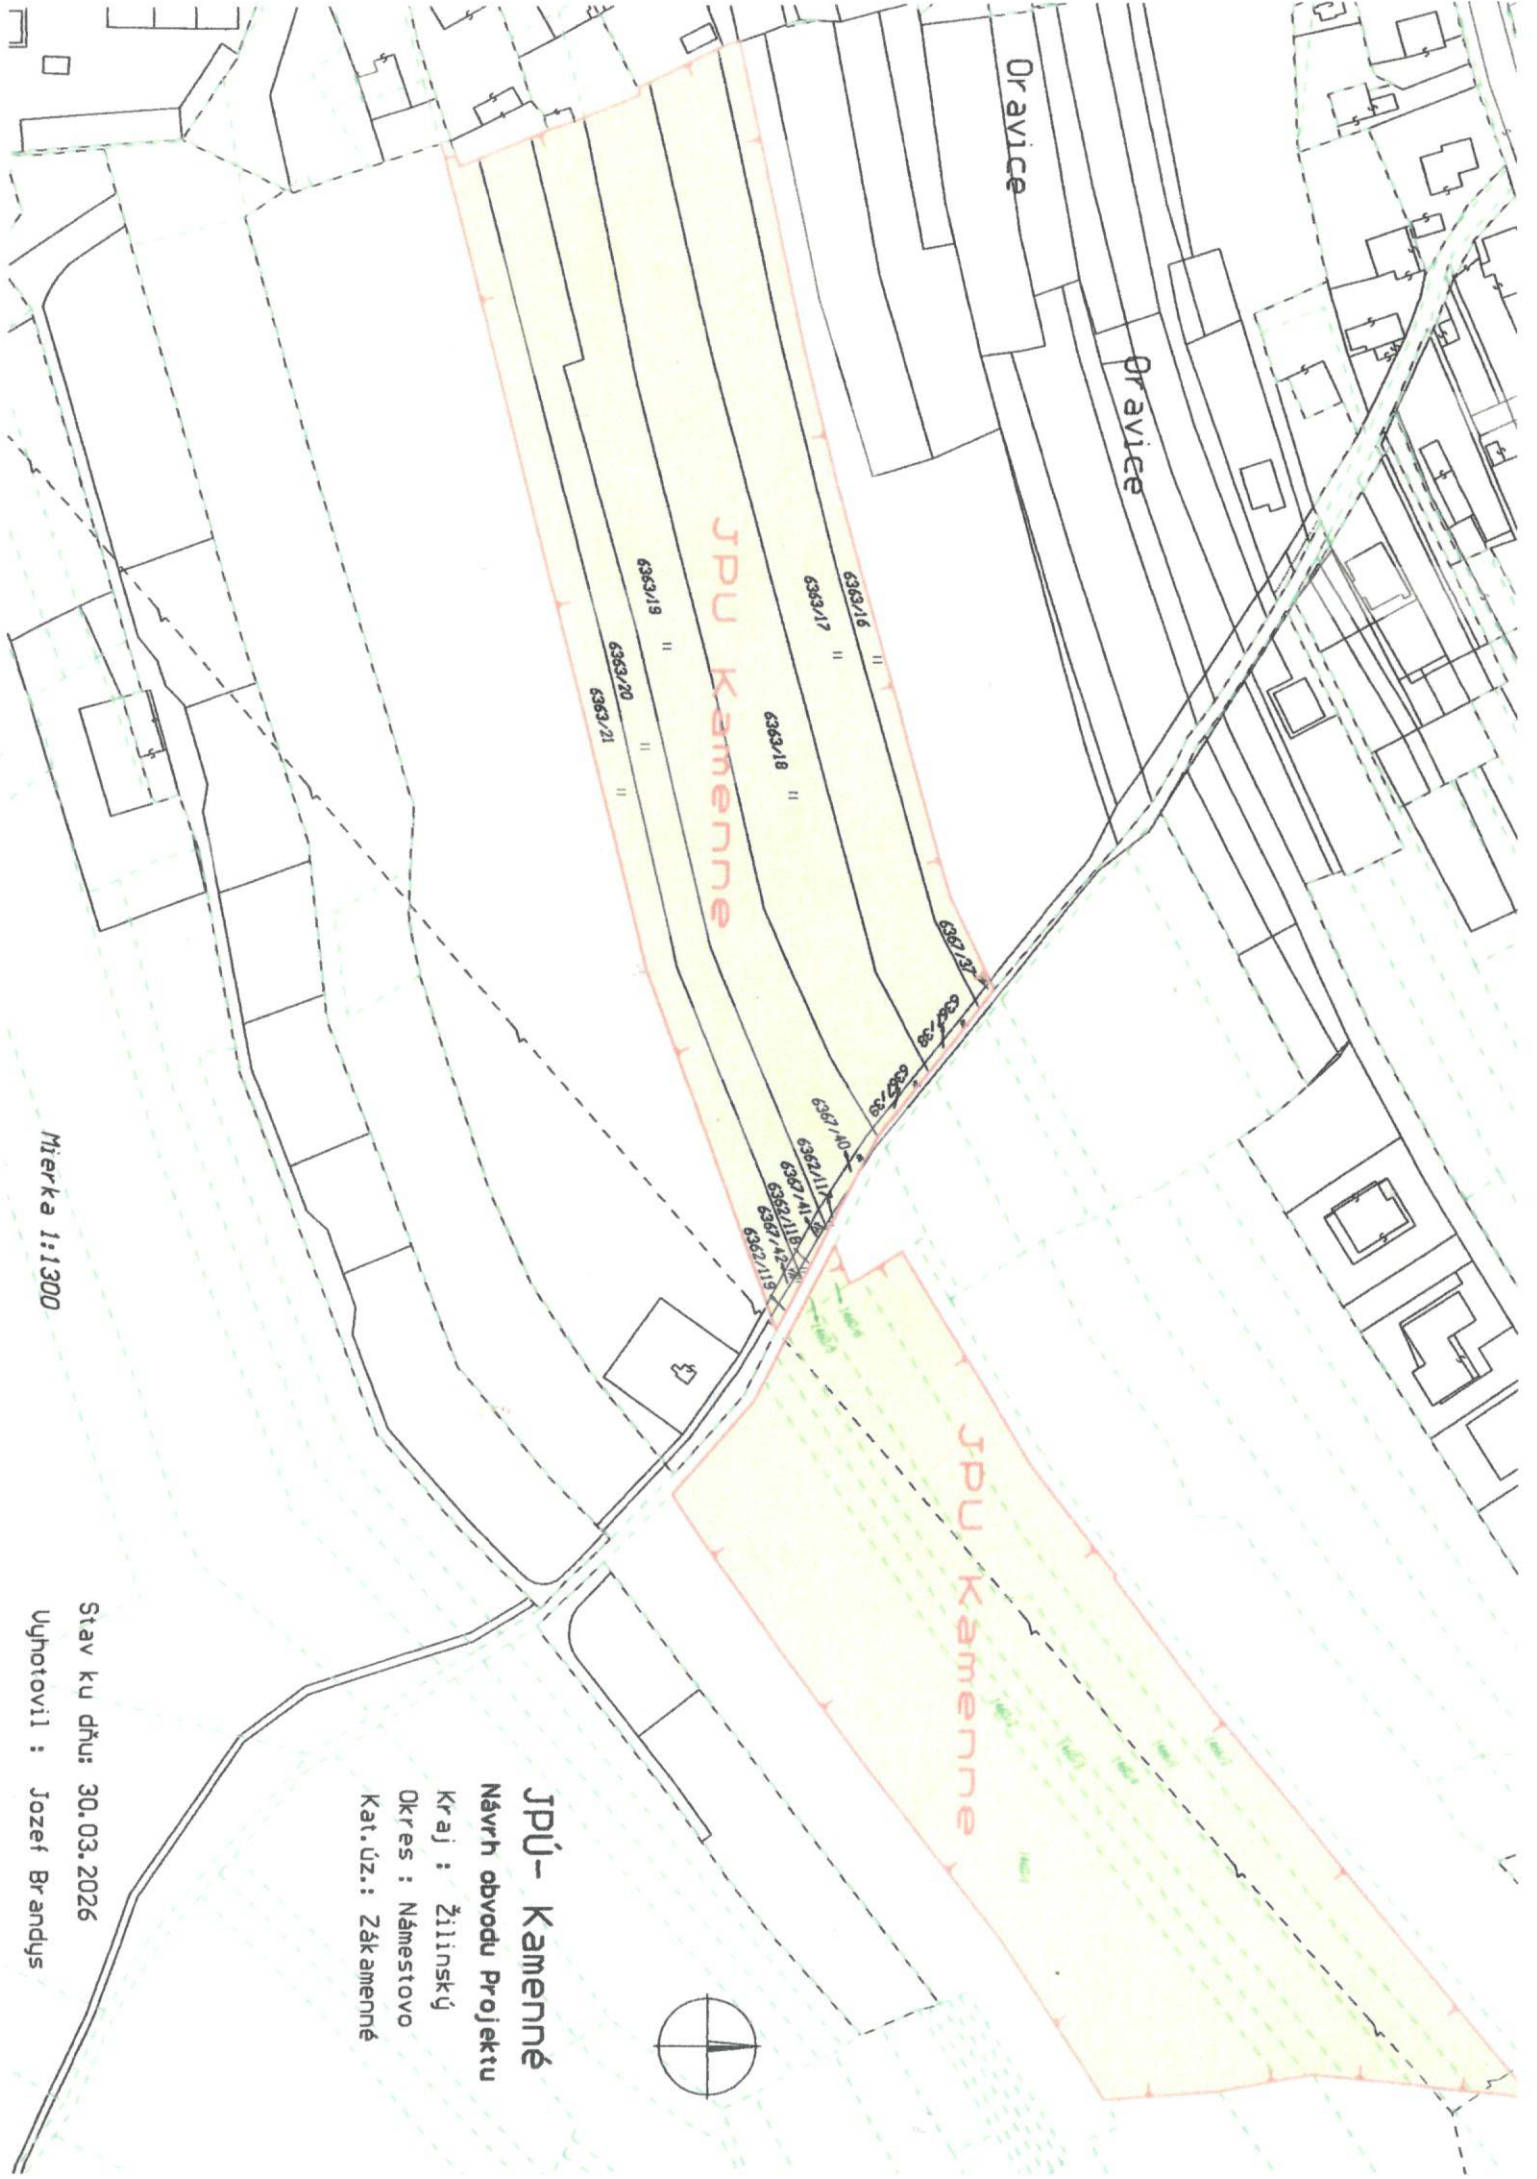 Oravice
Oravice
JPU Kamenne
6363/16
6363/17
6363/18
6363/19
6363/20
6363/21
6367/37
6367/38
6367/39
6367/40
6362/117
6367/41
6362/118
6367/42
6362/119
JPU Kamenne
JPÚ- Kamenné
Návrh obvodu Projektu
Kraj : Žilinský
Okres : Námestovo
Kat.úz.: Zákamenné
Mierka 1:1300
Stav ku dňu: 30.03.2026
Vyhotovil : Jozef Brandys